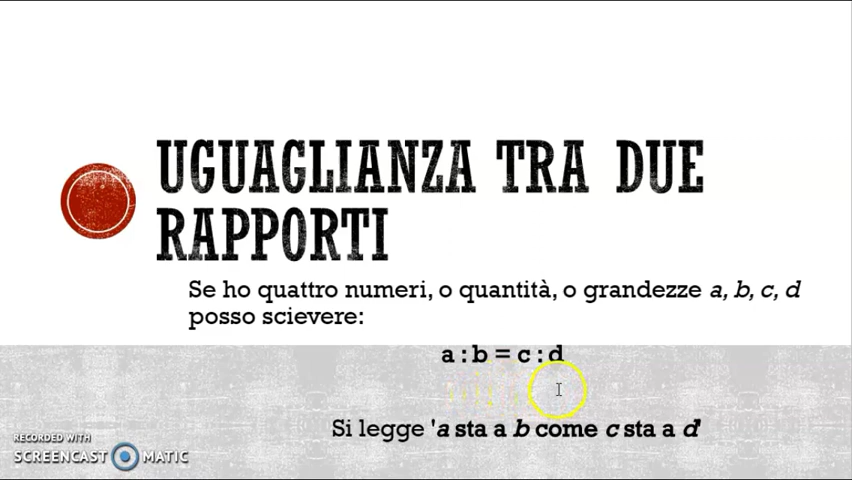 UGUAGLIANZA TRA DUE
RAPPORTI
Se ho quattro numeri, o quantità, o grandezze a, b, c, d
posso scievere:
a : b = c : d
Si legge 'a sta a b come c sta a d'
RECORDED WITH
SCREENCAST MATIC